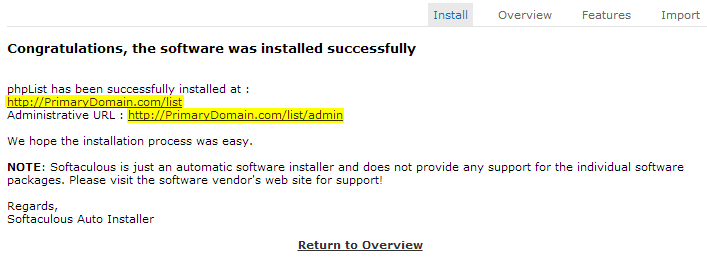 Install Overview Features Import
Congratulations, the software was installed successfully
phpList has been successfully installed at :
http://PrimaryDomain.com/list
Administrative URL : http://PrimaryDomain.com/list/admin
We hope the installation process was easy.
NOTE: Softaculous is just an automatic software installer and does not provide any support for the individual software
packages. Please visit the software vendor's web site for support!
Regards,
Softaculous Auto Installer
Return to Overview